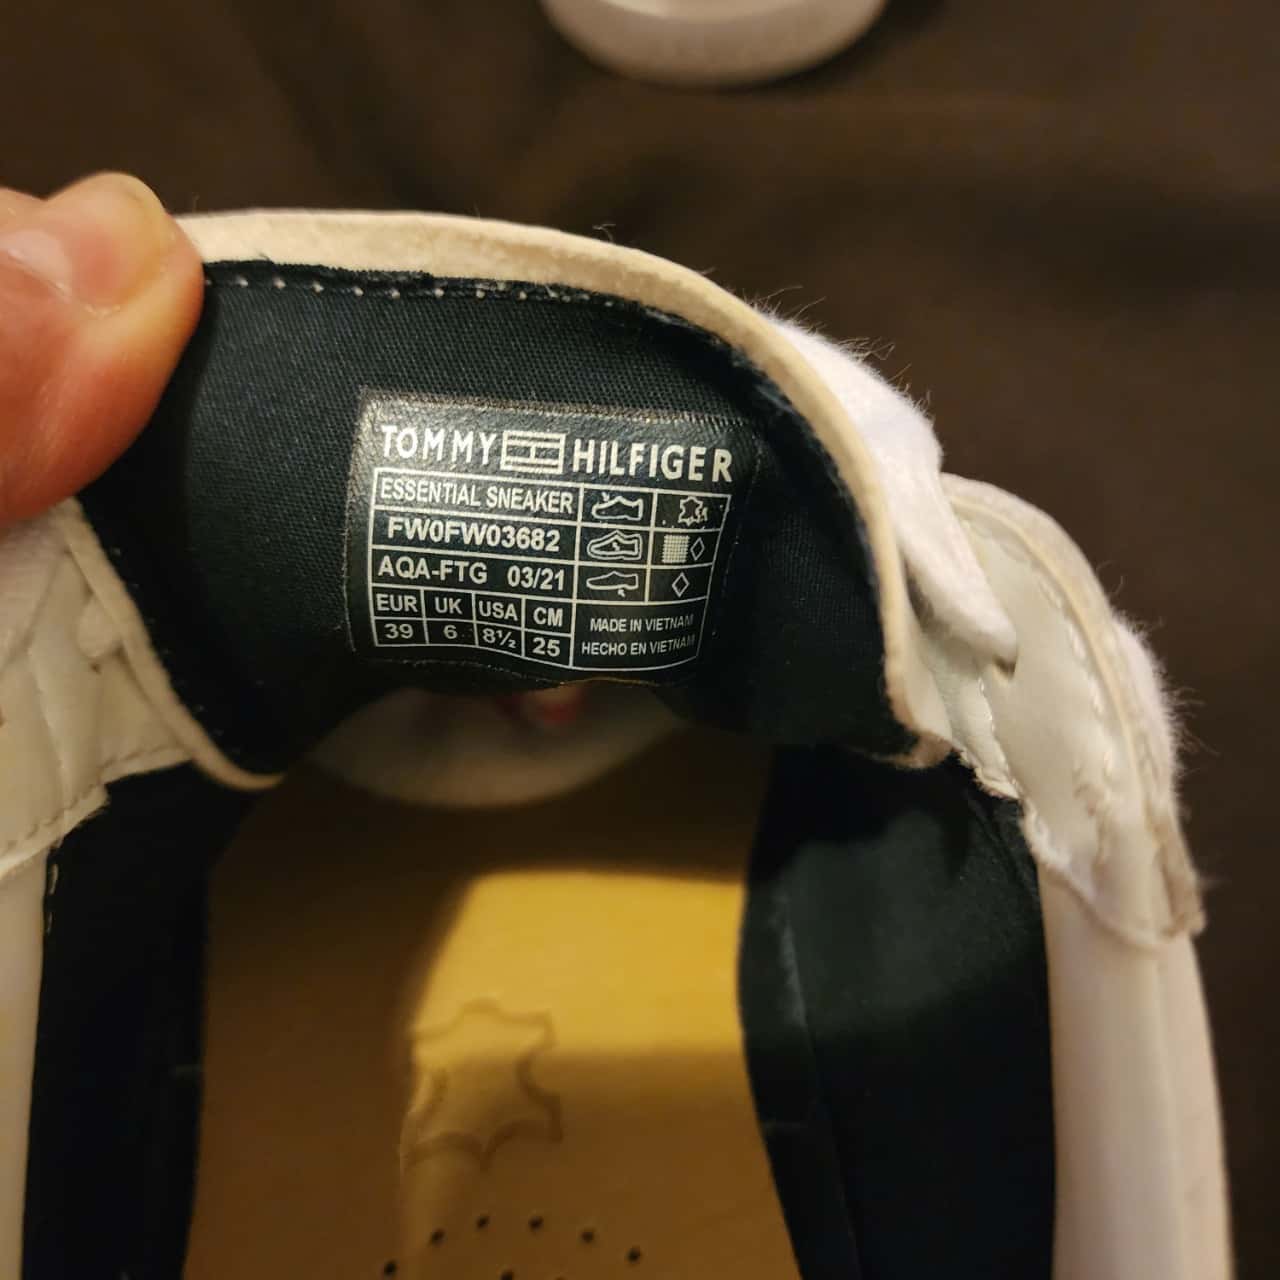 TOMMY HILFIGER
ESSENTIAL SNEAKER
FW0FW03682
AQA-FTG 03/21
EUR UK USA CM
39 6 8½ 25
MADE IN VIETNAM
HECHO EN VIETNAM